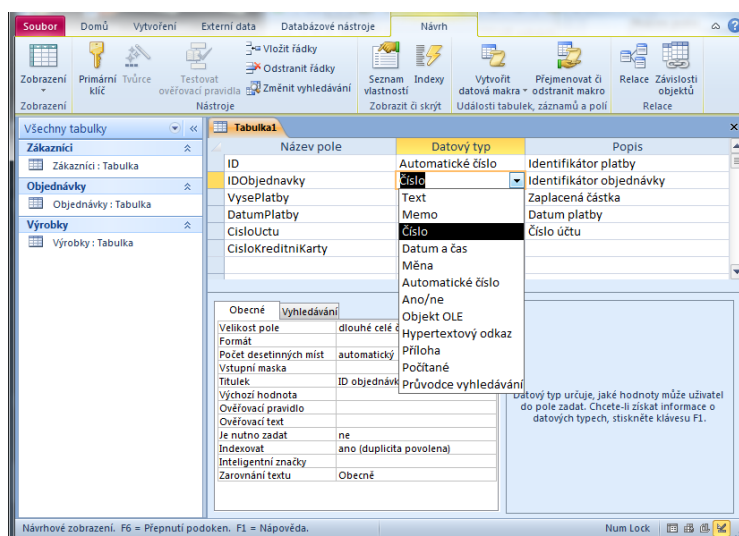 Soubor Domů Vytvoření Externí data Databázové nástroje Návrh
Zobrazení
Primární klíč
Tvůrce
Testovat ověřovací pravidla
Vložit řádky
Odstranit řádky
Změnit vyhledávání
Seznam vlastností
Indexy
Vytvořit datová makra
Přejmenovat či odstranit makro
Relace
Závislosti objektů
Zobrazení Nástroje Zobrazit či skrýt Události tabulek, záznamů a polí Relace
Všechny tabulky
Zákazníci
Zákazníci : Tabulka
Objednávky
Objednávky : Tabulka
Výrobky
Výrobky : Tabulka
Tabulka1
Název pole Datový typ Popis
ID Automatické číslo Identifikátor platby
IDObjednavky Číslo Identifikátor objednávky
VysePlatby Zaplacená částka
DatumPlatby Datum platby
CisloUctu Číslo účtu
CisloKreditniKarty
Text
Memo
Číslo
Datum a čas
Měna
Automatické číslo
Ano/ne
Objekt OLE
Hypertextový odkaz
Příloha
Počítané
Průvodce vyhledávání
Obecné Vyhledávání
Velikost pole dlouhé celé
Formát
Počet desetinných míst automatický
Vstupní maska
Titulek ID objednávk
Výchozí hodnota
Ověřovací pravidlo
Ověřovací text
Je nutno zadat ne
Indexovat ano (duplicita povolena)
Inteligentní značky
Zarovnání textu Obecně
Datový typ určuje, jaké hodnoty může uživatel
do pole zadat. Chcete-li získat informace o
datových typech, stiskněte klávesu F1.
Návrhové zobrazení. F6 = Přepnutí podoken. F1 = Nápověda. Num Lock